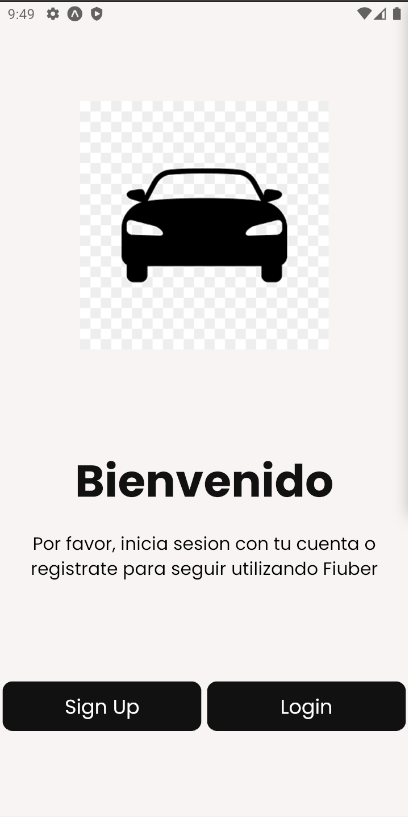 9:49
Bienvenido
Por favor, inicia sesion con tu cuenta o
registrate para seguir utilizando Fiuber
Sign Up
Login